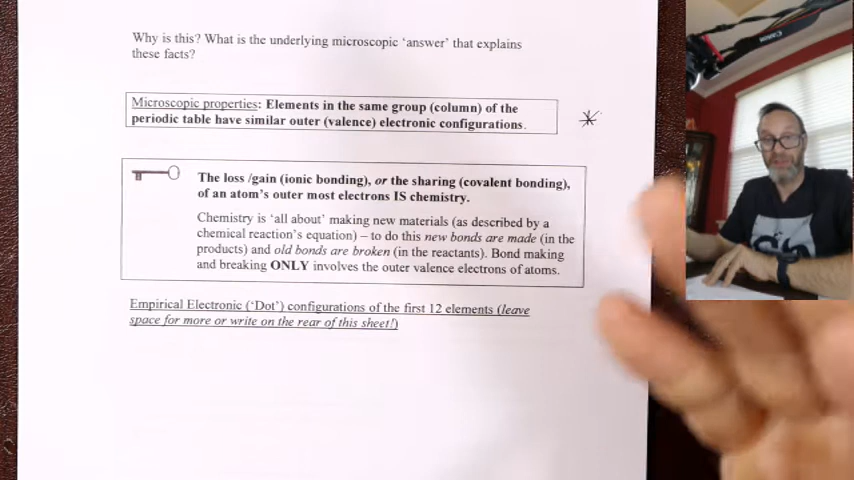 Why is this? What is the underlying microscopic ‘answer’ that explains
these facts?
Microscopic properties: Elements in the same group (column) of the
periodic table have similar outer (valence) electronic configurations.
The loss /gain (ionic bonding), or the sharing (covalent bonding),
of an atom’s outer most electrons IS chemistry.
Chemistry is ‘all about’ making new materials (as described by a
chemical reaction’s equation) – to do this new bonds are made (in the
products) and old bonds are broken (in the reactants). Bond making
and breaking ONLY involves the outer valence electrons of atoms.
Empirical Electronic (‘Dot’) configurations of the first 12 elements (leave
space for more or write on the rear of this sheet!)
Canon